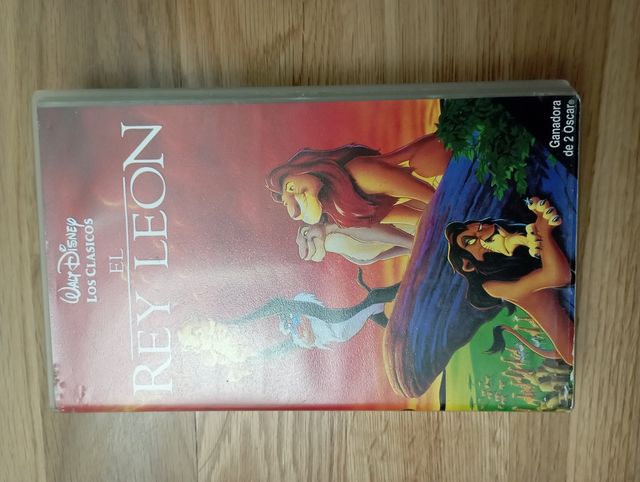 Walt Disney
LOS CLASICOS
EL
REY LEON
Ganadora
de 2 Oscar®